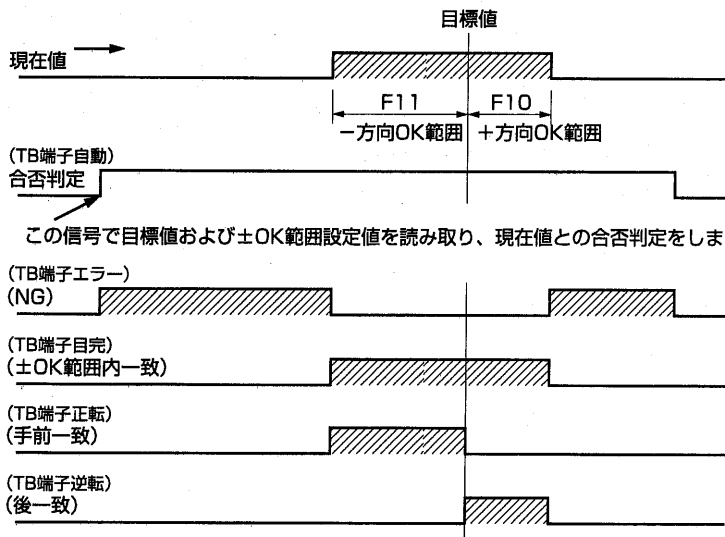 目標値
現在値
F11 F10
−方向OK範囲 +方向OK範囲
(TB端子自動)
合否判定
この信号で目標値および±OK範囲設定値を読み取り、現在値との合否判定をしま
(TB端子エラー)
(NG)
(TB端子目完)
(±OK範囲内一致)
(TB端子正転)
(手前一致)
(TB端子逆転)
(後一致)